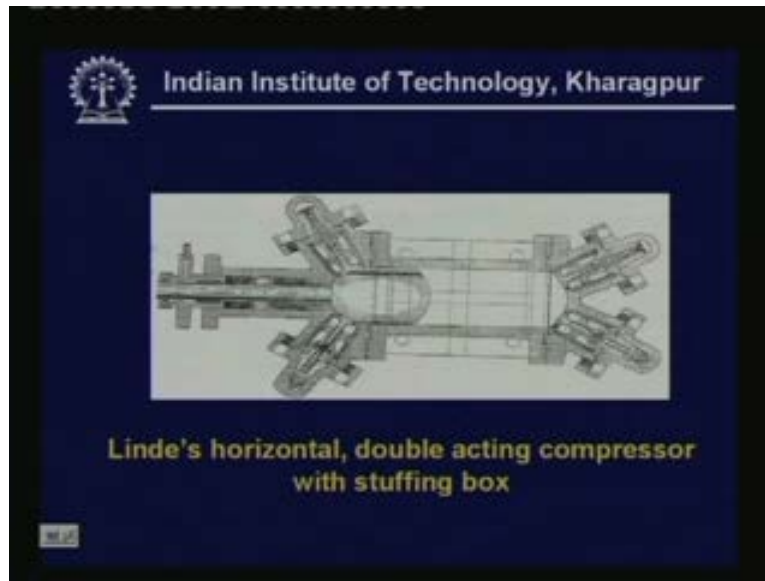 Indian Institute of Technology, Kharagpur
Linde's horizontal, double acting compressor
with stuffing box